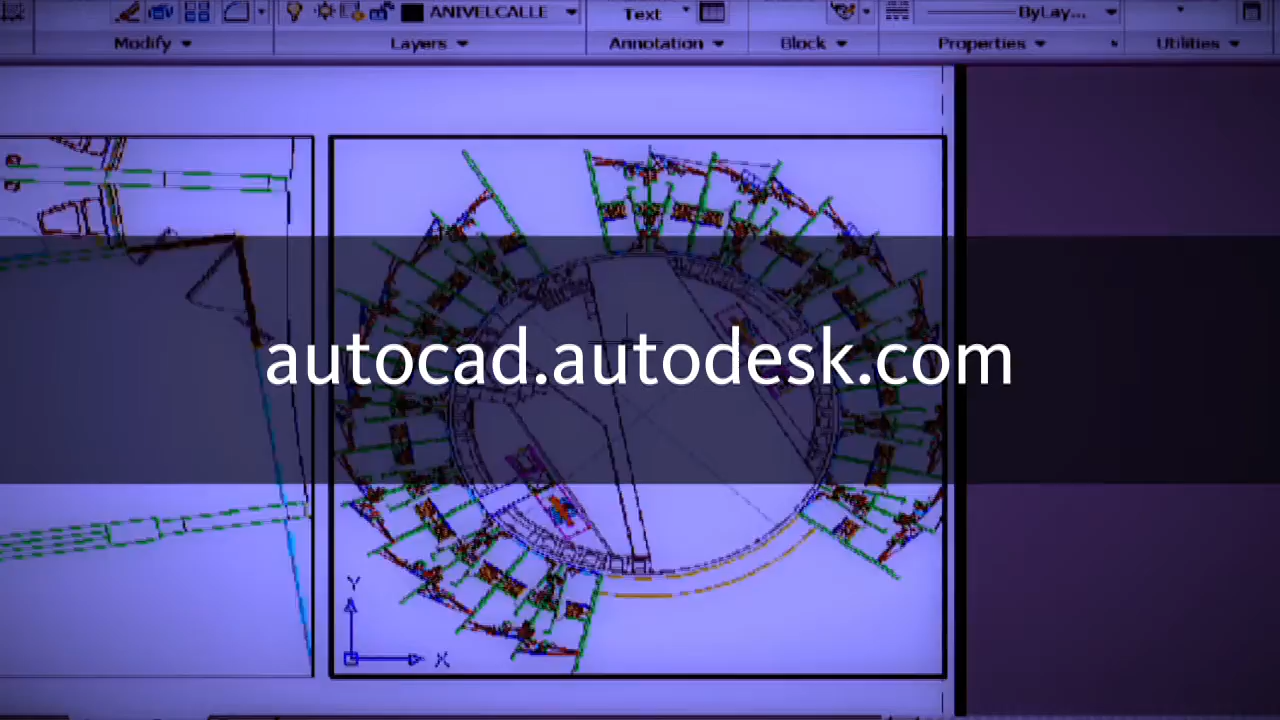 ANIVELCALLE
Text
ByLay...
Modify
Layers
Annotation
Block
Properties
Utilities
autocad.autodesk.com
Y
X